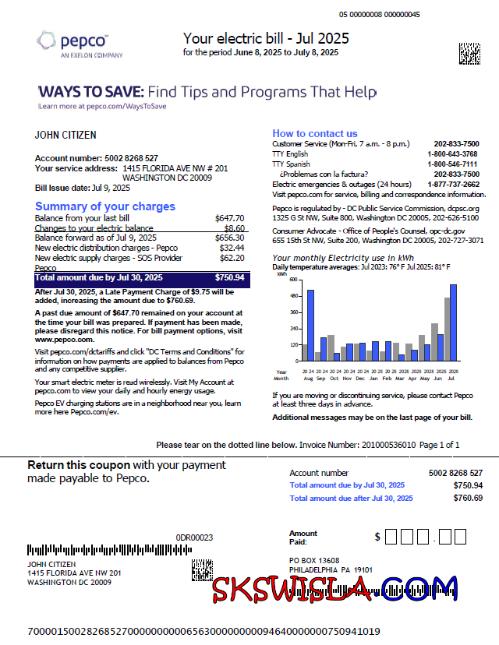 05 00000008 000000045
pepco
AN EXELON COMPANY
Your electric bill - Jul 2025
for the period June 8, 2025 to July 8, 2025
WAYS TO SAVE: Find Tips and Programs That Help
Learn more at pepco.com/WaysToSave
JOHN CITIZEN
Account number: 5002 8268 527
Your service address: 1415 FLORIDA AVE NW # 201
WASHINGTON DC 20009
Bill Issue date: Jul 9, 2025
Summary of your charges
Balance from your last bill $647.70
Changes to your electric balance $8.60
Balance forward as of Jul 9, 2025 $656.30
New electric distribution charges - Pepco $32.44
New electric supply charges - SOS Provider $62.20
Pepco
Total amount due by Jul 30, 2025 $750.94
After Jul 30, 2025, a Late Payment Charge of $9.75 will be
added, increasing the amount due to $760.69.
A past due amount of $647.70 remained on your account at
the time your bill was prepared. If payment has been made,
please disregard this notice. For bill payment options, visit
www.pepco.com.
Visit pepco.com/dctariffs and click "DC Terms and Conditions" for
information on how payments are applied to balances from Pepco
and any competitive supplier.
Your smart electric meter is read wirelessly. Visit My Account at
pepco.com to view your daily and hourly energy usage.
Pepco EV charging stations are in a neighborhood near you, learn
more here Pepco.com/ev.
How to contact us
Customer Service (Mon-Fri. 7 a.m. - 8 p.m.) 202-833-7500
TTY English 1-800-643-3768
TTY Spanish 1-800-546-7111
¿Problemas con la factura? 202-833-7500
Electric emergencies & outages (24 hours) 1-877-737-2662
Visit pepco.com for service, billing and correspondence information.
Pepco is regulated by - DC Public Service Commission, dcpsc.org
1325 G St NW, Suite 800, Washington DC 20005, 202-626-5100
Consumer Advocate - Office of People's Counsel, opc-dc.gov
655 15th St NW, Suite 200, Washington DC 20005, 202-727-3071
Your monthly Electricity use in kWh
Daily temperature averages: Jul 2023: 76° F Jul 2025: 81° F
kWh
600
450
300
150
0
Year
Month Aug Sep Oct Nov Dec Jan Feb Mar Apr May Jun Jul
If you are moving or discontinuing service, please contact Pepco
at least three days in advance.
Additional messages may be on the last page of your bill.
Please tear on the dotted line below. Invoice Number: 201000536010 Page 1 of 1
Return this coupon with your payment
made payable to Pepco.
Account number 5002 8268 527
Total amount due by Jul 30, 2025 $750.94
Total amount due after Jul 30, 2025 $760.69
Amount
Paid: $ .
0DR00023
JOHN CITIZEN
1415 FLORIDA AVE NW 201
WASHINGTON DC 20009
PO BOX 13608
PHILADELPHIA PA 19101
SKSWISLA.COM